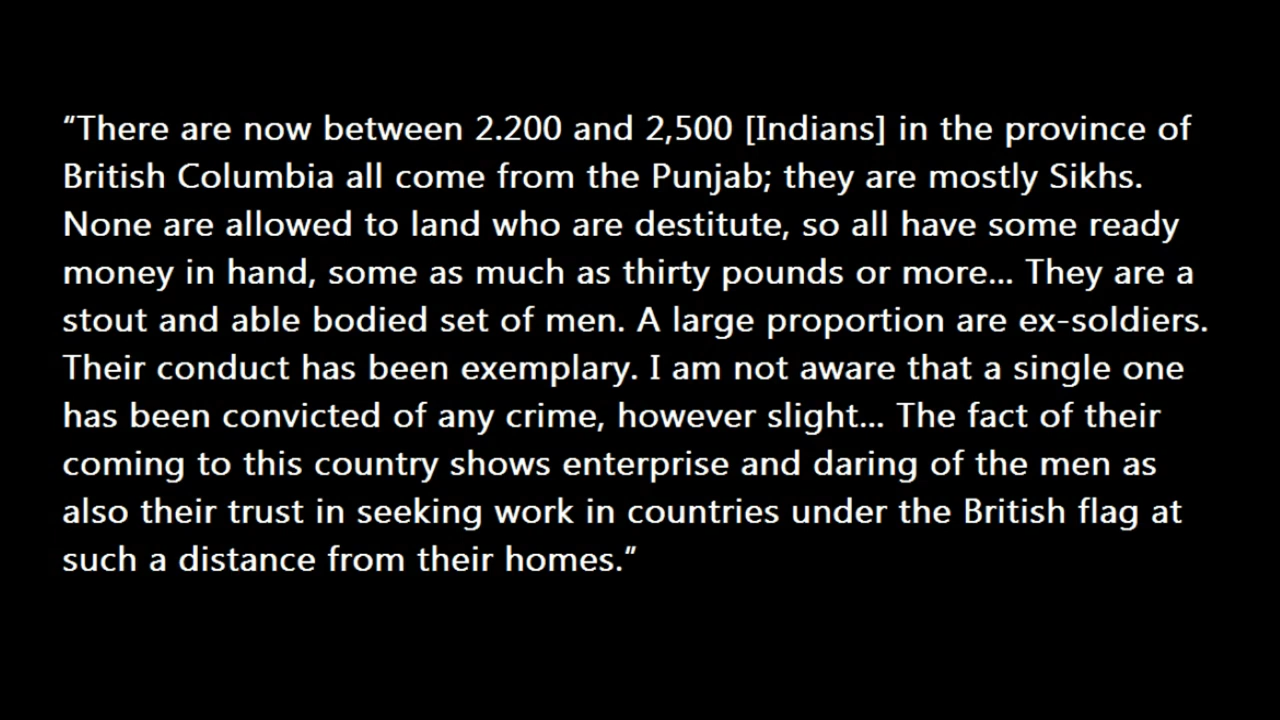 “There are now between 2.200 and 2,500 [Indians] in the province of
British Columbia all come from the Punjab; they are mostly Sikhs.
None are allowed to land who are destitute, so all have some ready
money in hand, some as much as thirty pounds or more... They are a
stout and able bodied set of men. A large proportion are ex-soldiers.
Their conduct has been exemplary. I am not aware that a single one
has been convicted of any crime, however slight... The fact of their
coming to this country shows enterprise and daring of the men as
also their trust in seeking work in countries under the British flag at
such a distance from their homes.”